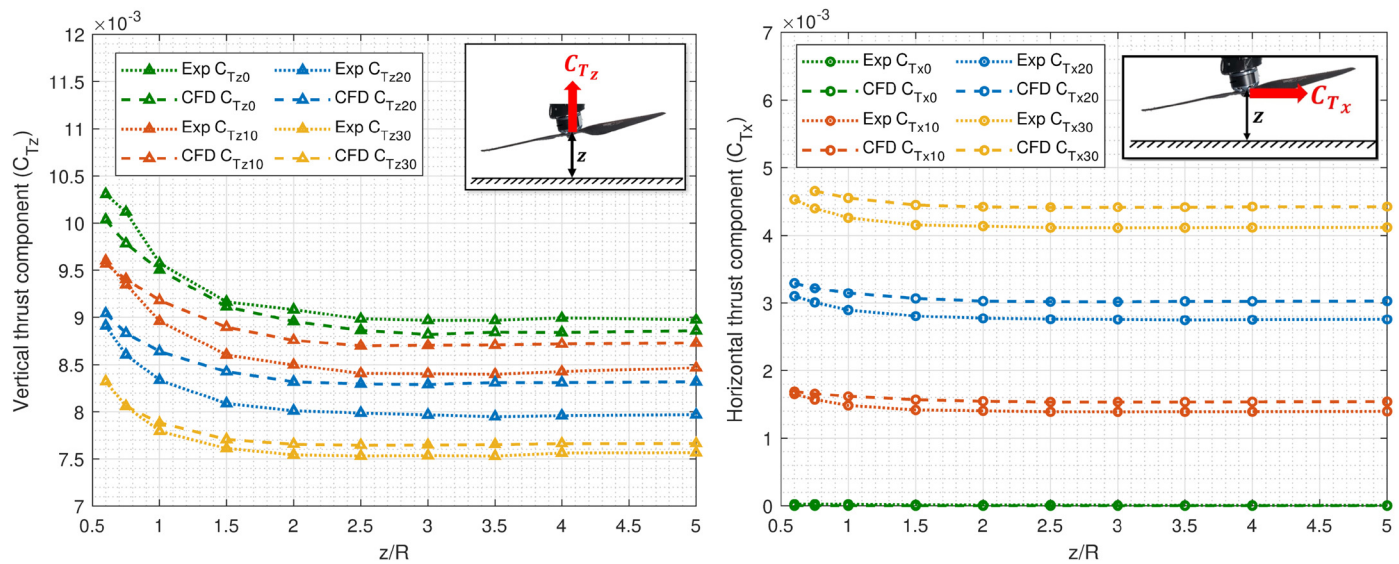 ×10⁻³
12
11.5
11
10.5
10
9.5
9
8.5
8
7.5
7
Vertical thrust component (C_Tz)
Exp C_Tz0
CFD C_Tz0
Exp C_Tz10
CFD C_Tz10
Exp C_Tz20
CFD C_Tz20
Exp C_Tz30
CFD C_Tz30
C_Tz
z
0.5 1 1.5 2 2.5 3 3.5 4 4.5 5
z/R
×10⁻³
7
6
5
4
3
2
1
0
Horizontal thrust component (C_Tx)
Exp C_Tx0
CFD C_Tx0
Exp C_Tx10
CFD C_Tx10
Exp C_Tx20
CFD C_Tx20
Exp C_Tx30
CFD C_Tx30
C_Tx
z
0.5 1 1.5 2 2.5 3 3.5 4 4.5 5
z/R